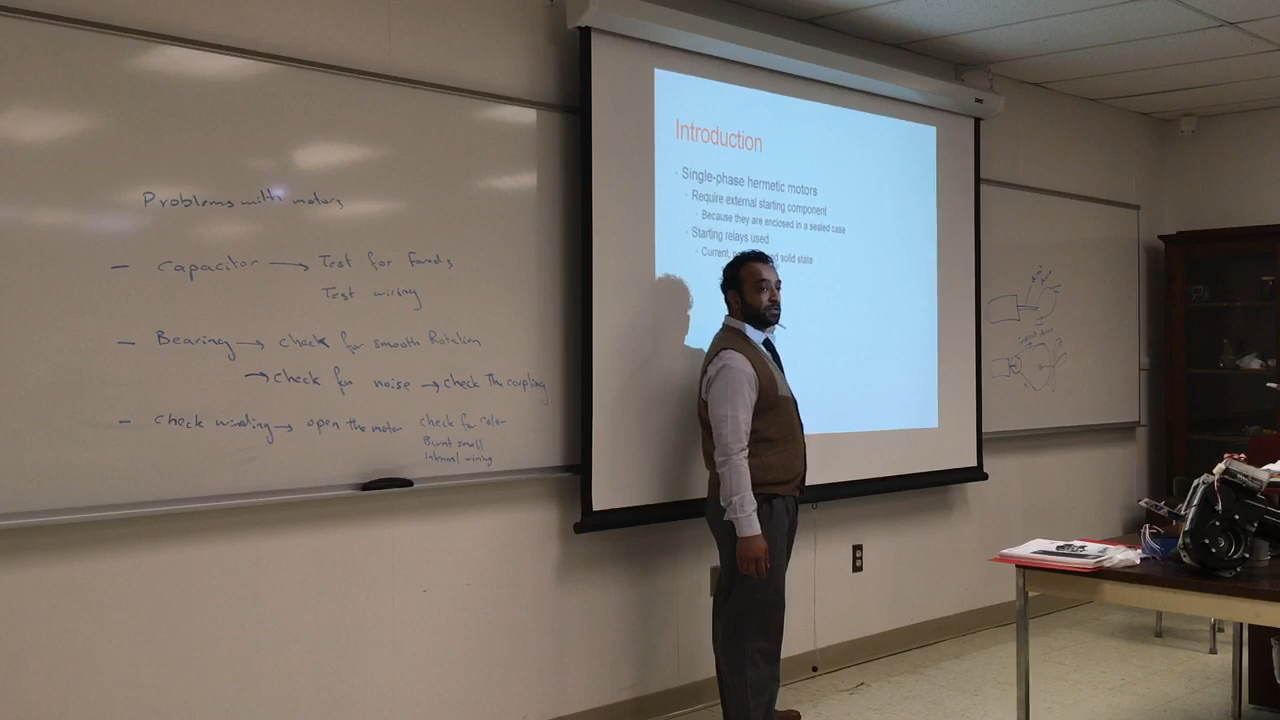 Problems with motors
- Capacitor → Test for Farads
Test wiring
- Bearing → check for smooth Rotation
→ check for noise → check The coupling
- Check winding → open the motor check for color
Burnt smell
Internal wiring
Introduction
• Single-phase hermetic motors
• Require external starting component
• Because they are enclosed in a sealed case
• Starting relays used
• Current, and solid state